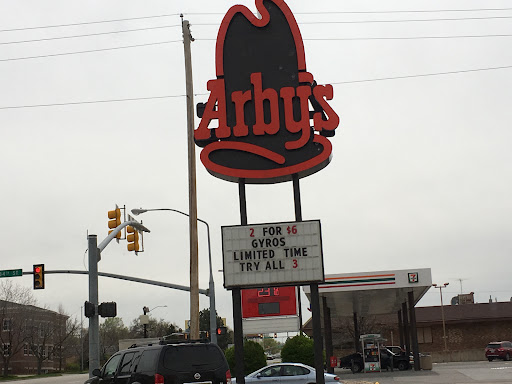 Arby's
2 FOR $6
GYROS
LIMITED TIME
TRY ALL 3